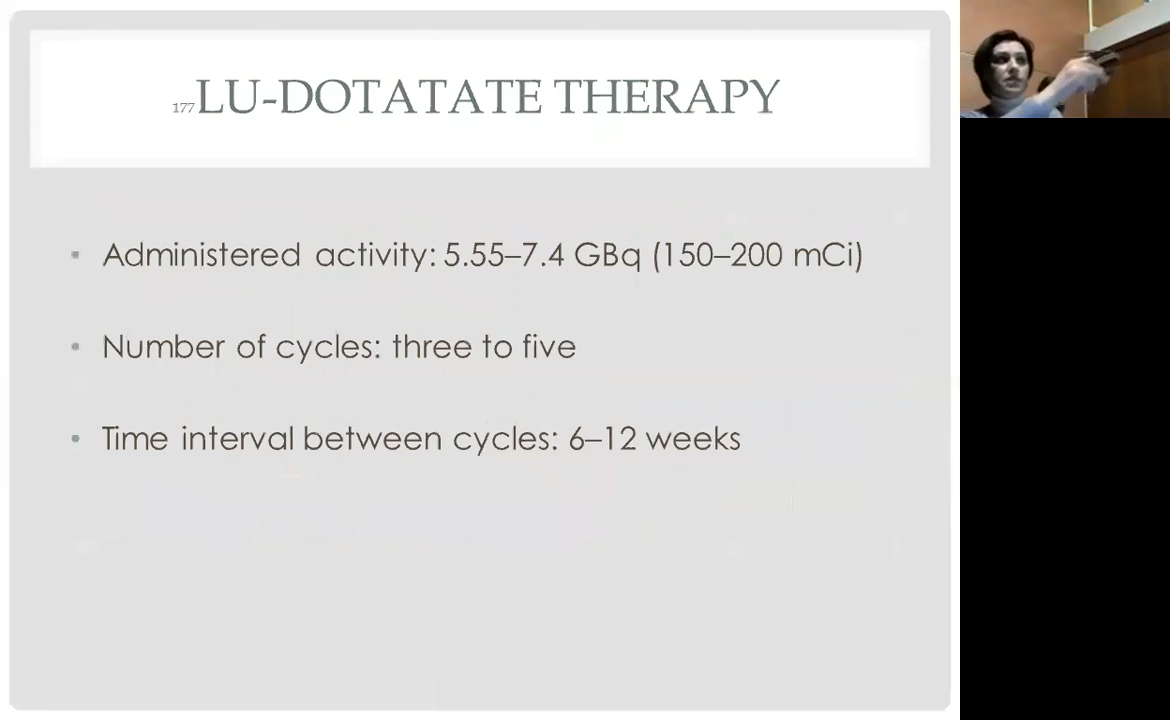 177LU-DOTATATE THERAPY
• Administered activity: 5.55–7.4 GBq (150–200 mCi)
• Number of cycles: three to five
• Time interval between cycles: 6–12 weeks